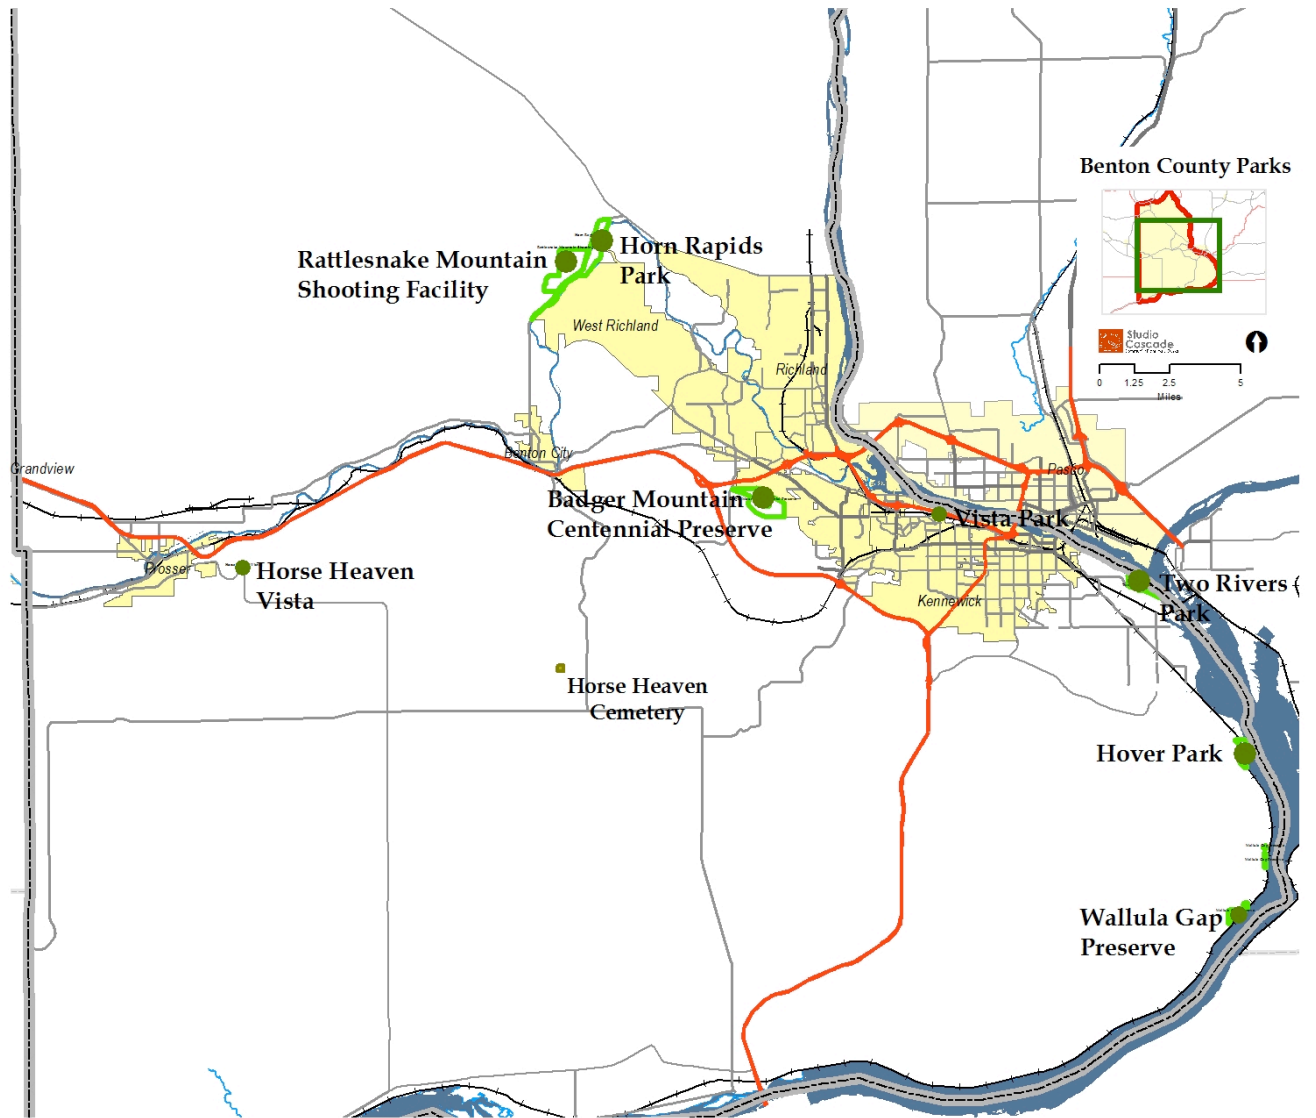 Benton County Parks
Horn Rapids
Park
Rattlesnake Mountain
Shooting Facility
West Richland
Richland
Studio
Cascade
0 1.25 2.5 5
Miles
Grandview
Benton City
Pasco
Badger Mountain
Centennial Preserve
Vista Park
Prosser
Horse Heaven
Vista
Kennewick
Two Rivers
Park
Horse Heaven
Cemetery
Hover Park
Wallula Gap
Preserve